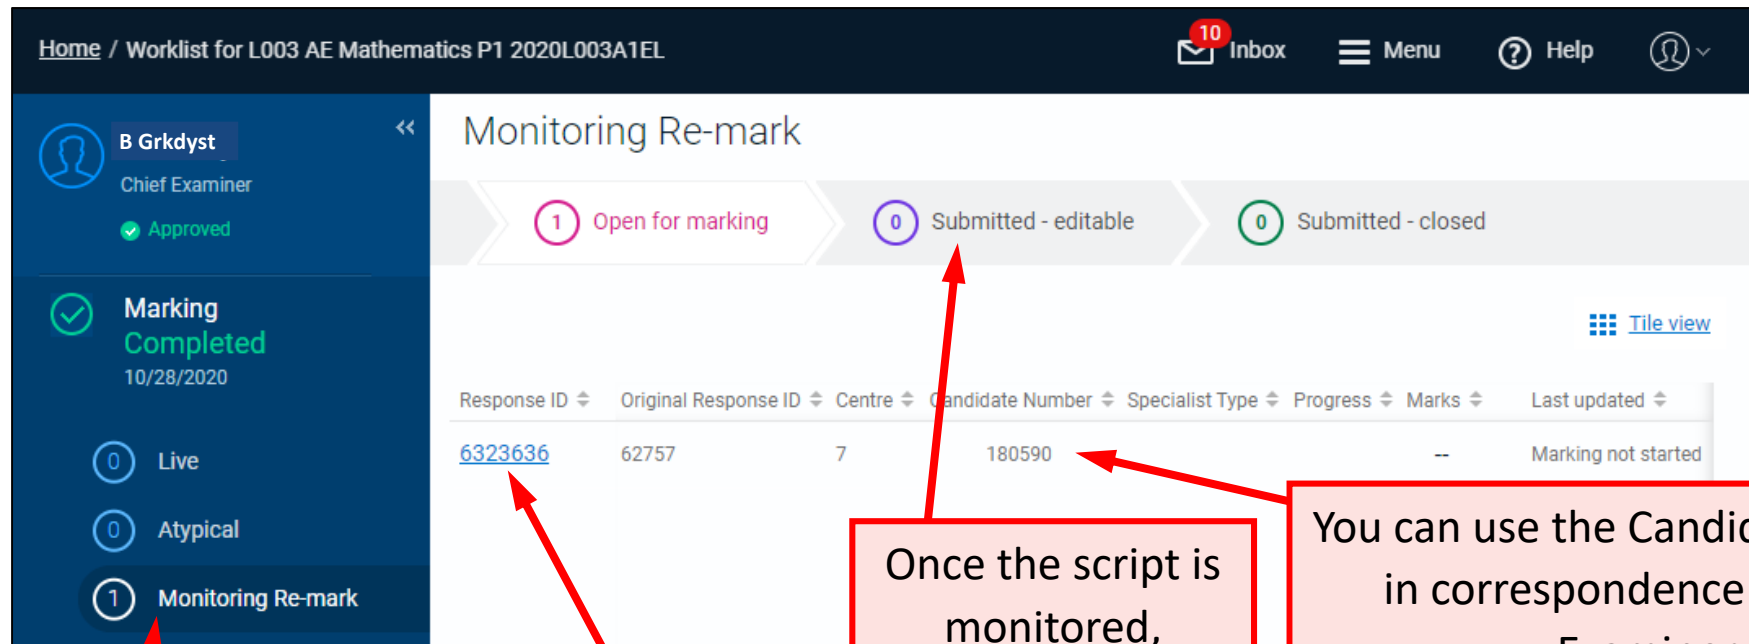 Home / Worklist for L003 AE Mathematics P1 2020L003A1EL
10 Inbox
Menu
Help
B Grkdyst
Chief Examiner
Approved
Marking
Completed
10/28/2020
0 Live
0 Atypical
1 Monitoring Re-mark
Monitoring Re-mark
1 Open for marking
0 Submitted - editable
0 Submitted - closed
Tile view
Response ID Original Response ID Centre Candidate Number Specialist Type Progress Marks Last updated
6323636 62757 7 180590 -- Marking not started
Once the script is
monitored,
You can use the
in correspondence